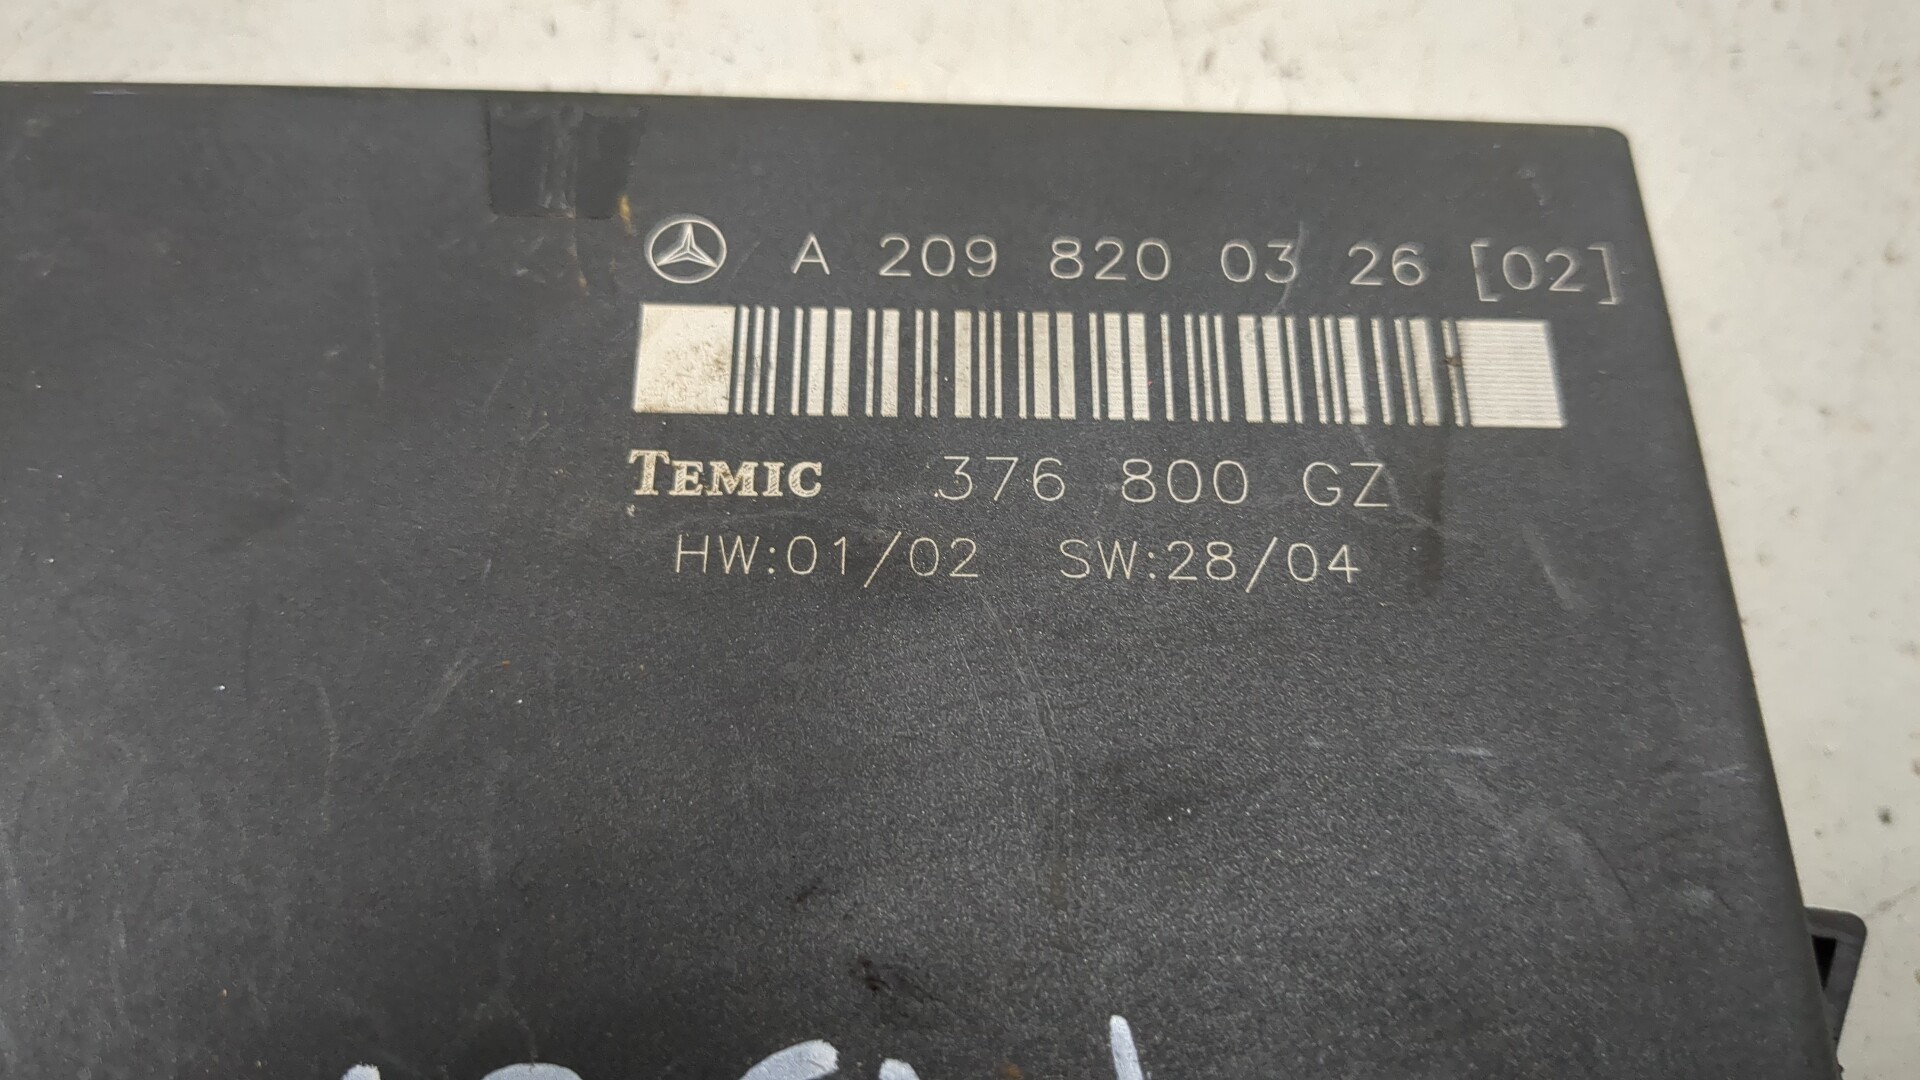 A 209 820 03 26 [02]
TEMIC 376 800 GZ
HW:01/02 SW:28/04